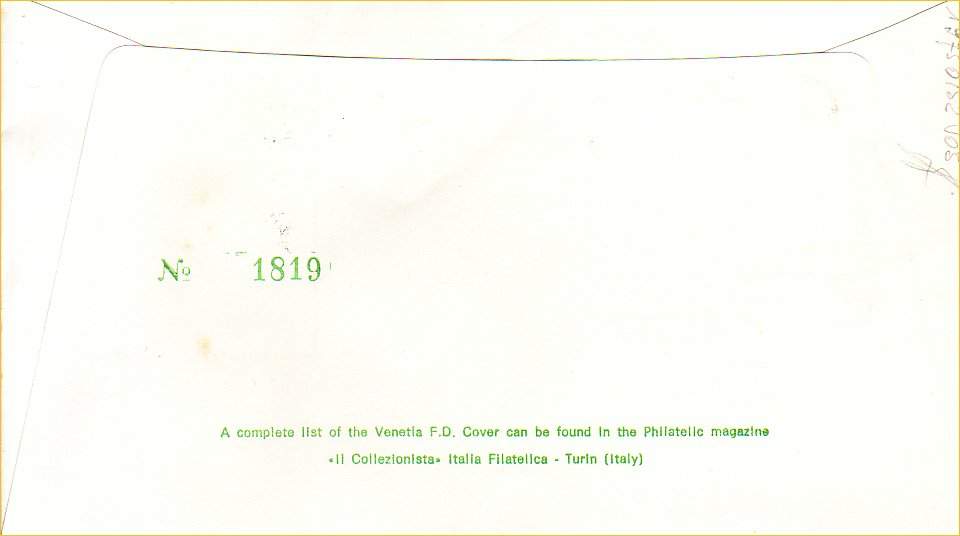 № 1819
A complete list of the Venetia F.D. Cover can be found in the Philatelic magazine
«Il Collezionista» Italia Filatelica - Turin (Italy)